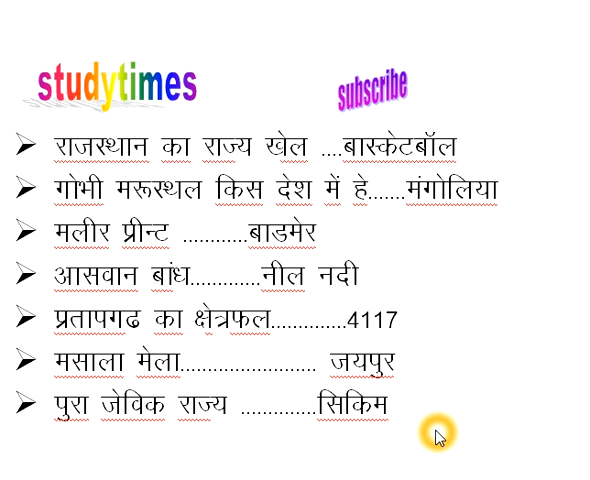 studytimes
subscribe
राजस्थान का राज्य खेल ....बास्केटबॉल
गोभी मरूस्थल किस देश में हे.......मंगोलिया
मलीर प्रीन्ट ............बाडमेर
आसवान बांध.............नील नदी
प्रतापगढ का क्षेत्रफल..............4117
मसाला मेला......................... जयपुर
पुरा जेविक राज्य ..............सिकिम